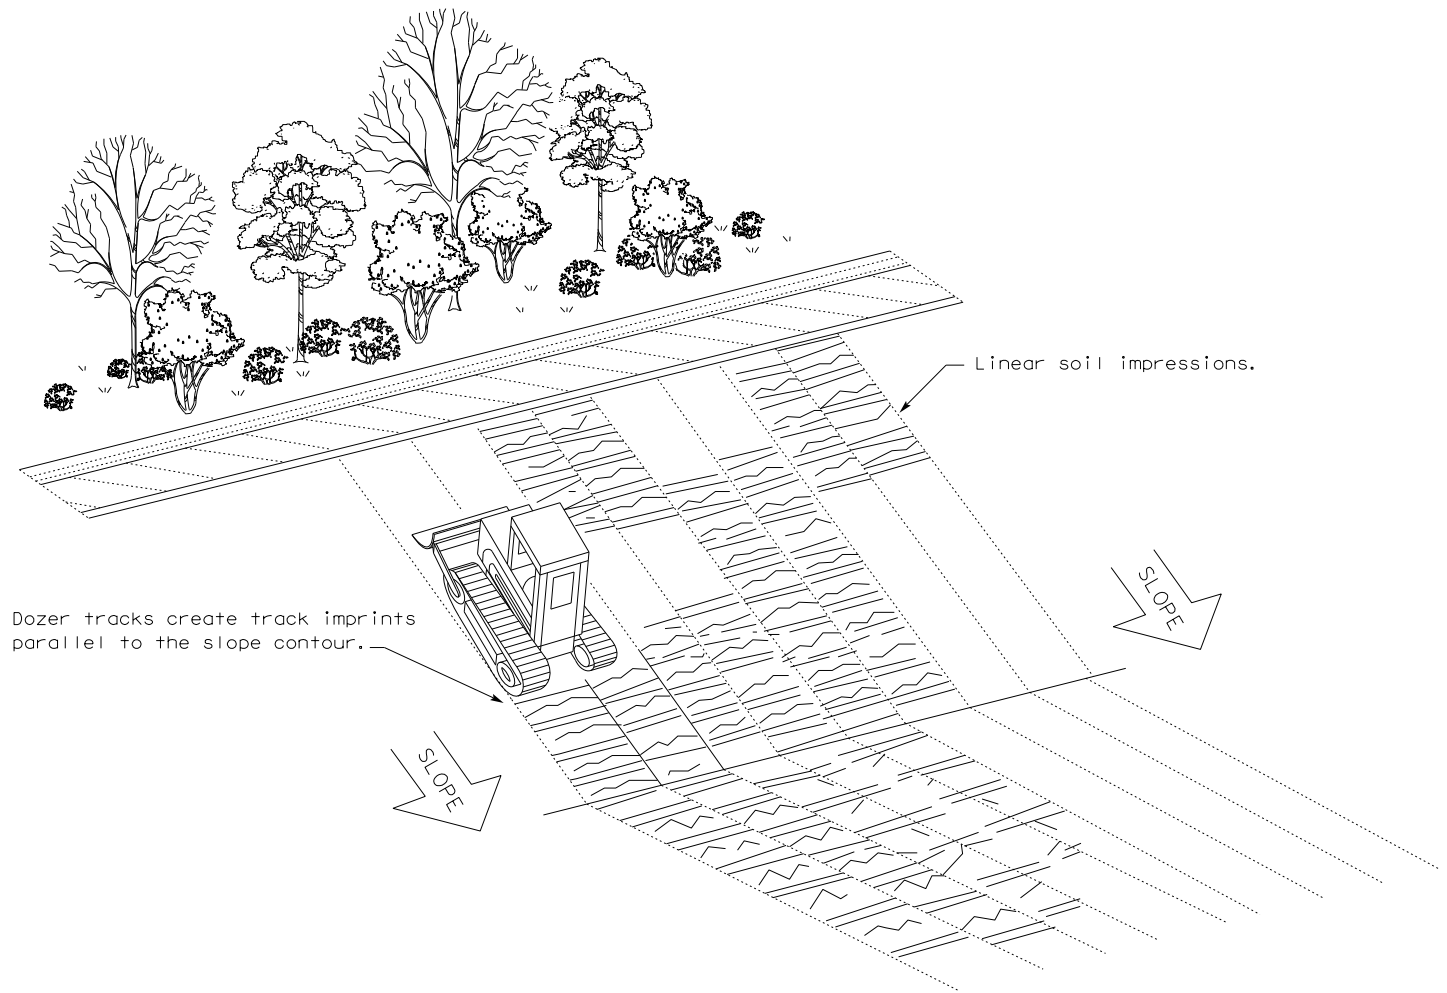 Linear soil impressions.
Dozer tracks create track imprints
parallel to the slope contour.
SLOPE
SLOPE